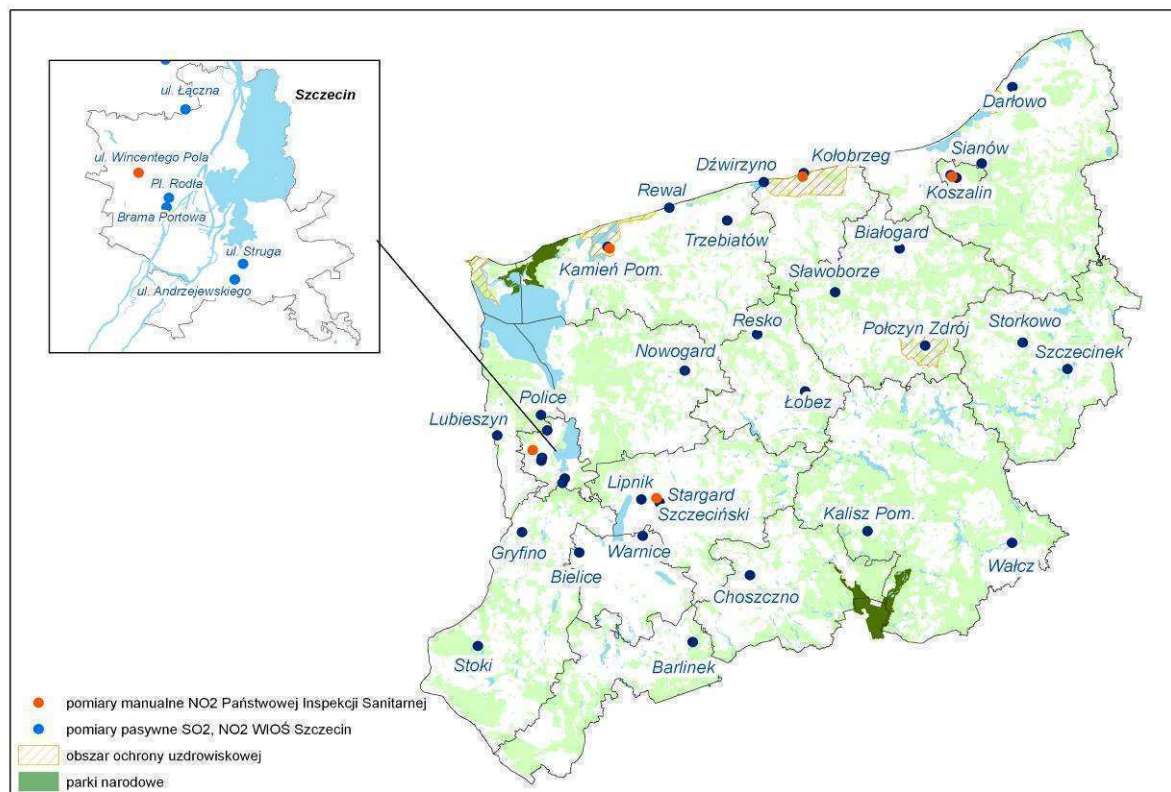 Szczecin
ul. Łączna
ul. Wincentego Pola
Pl. Rodła
Brama Portowa
ul. Struga
ul. Andrzejewskiego
Darłowo
Sianów
Kołobrzeg
Dźwirzyno
Koszalin
Rewal
Trzebiatów
Białogard
Kamień Pom.
Sławoborze
Resko
Połczyn Zdrój
Storkowo
Nowogard
Szczecinek
Łobez
Police
Lubieszyn
Lipnik
Stargard
Szczeciński
Kalisz Pom.
Gryfino
Warnice
Wałcz
Bielice
Choszczno
Stoki
Barlinek
pomiary manualne NO2 Państwowej Inspekcji Sanitarnej
pomiary pasywne SO2, NO2 WIOŚ Szczecin
obszar ochrony uzdrowiskowej
parki narodowe